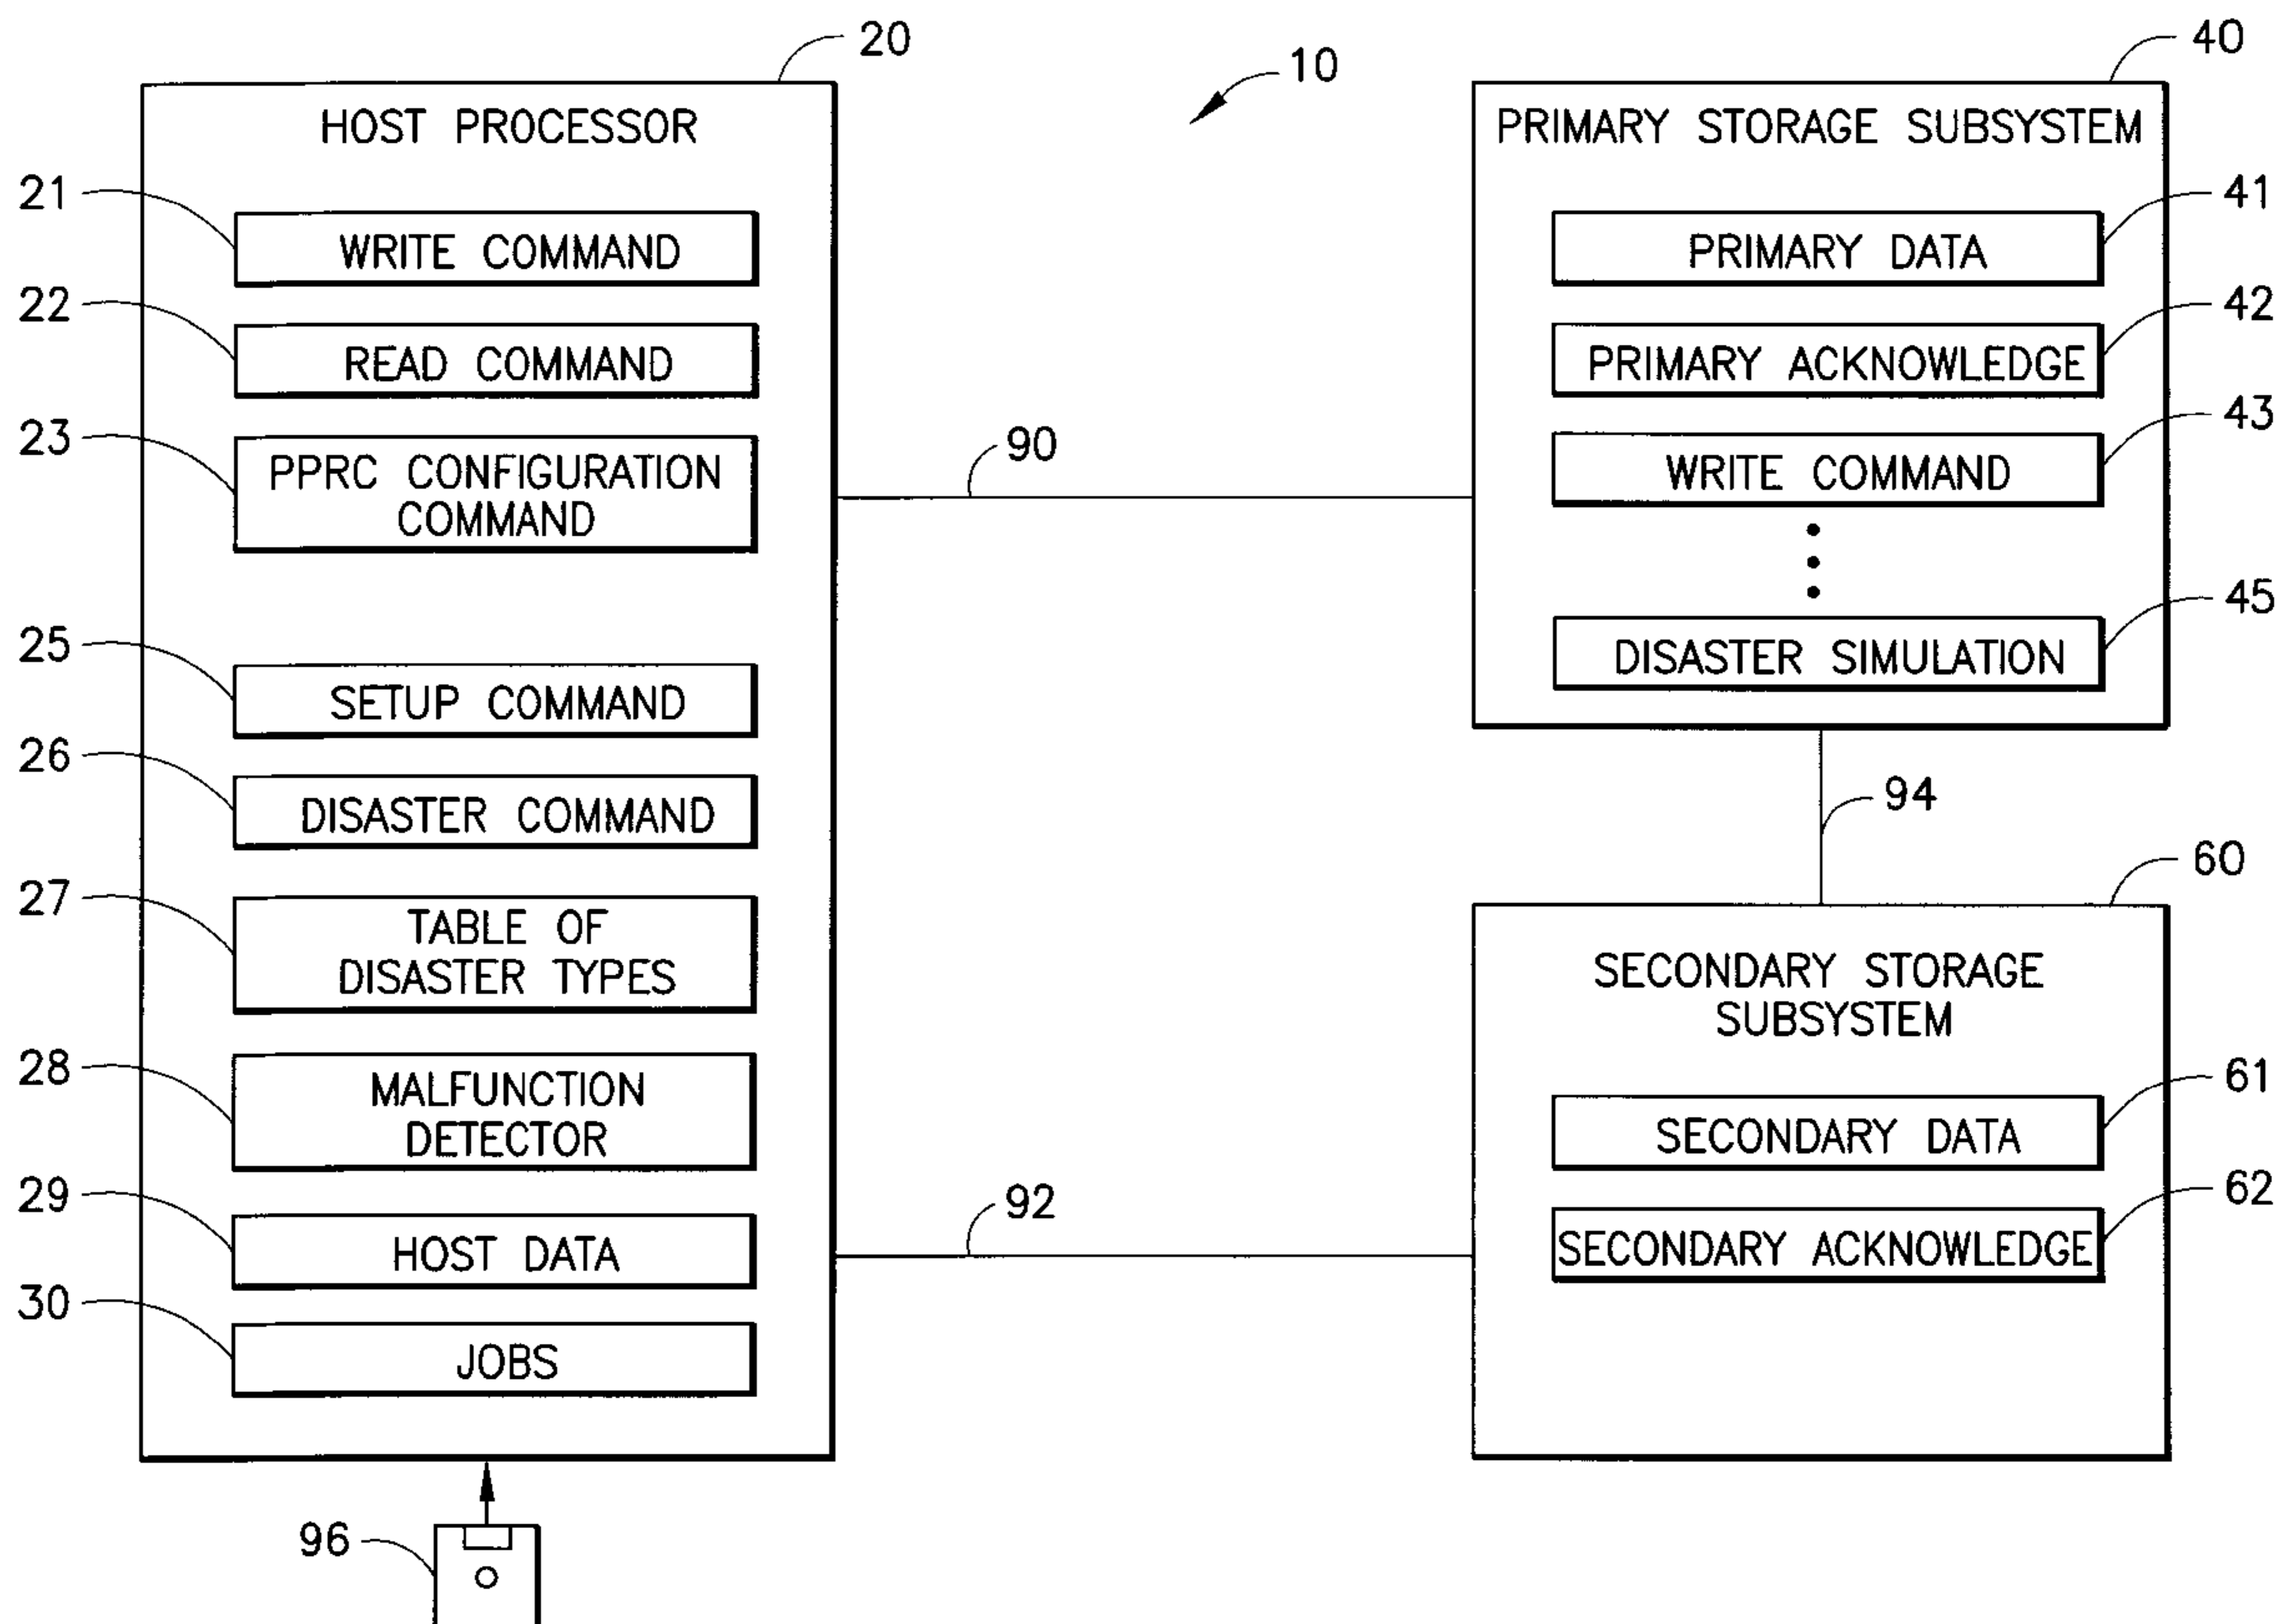 20
HOST PROCESSOR
21
WRITE COMMAND
22
READ COMMAND
23
PPRC CONFIGURATION
COMMAND
25
SETUP COMMAND
26
DISASTER COMMAND
27
TABLE OF
DISASTER TYPES
28
MALFUNCTION
DETECTOR
29
HOST DATA
30
JOBS
96
10
90
92
40
PRIMARY STORAGE SUBSYSTEM
41
PRIMARY DATA
42
PRIMARY ACKNOWLEDGE
43
WRITE COMMAND
45
DISASTER SIMULATION
94
60
SECONDARY STORAGE
SUBSYSTEM
61
SECONDARY DATA
62
SECONDARY ACKNOWLEDGE